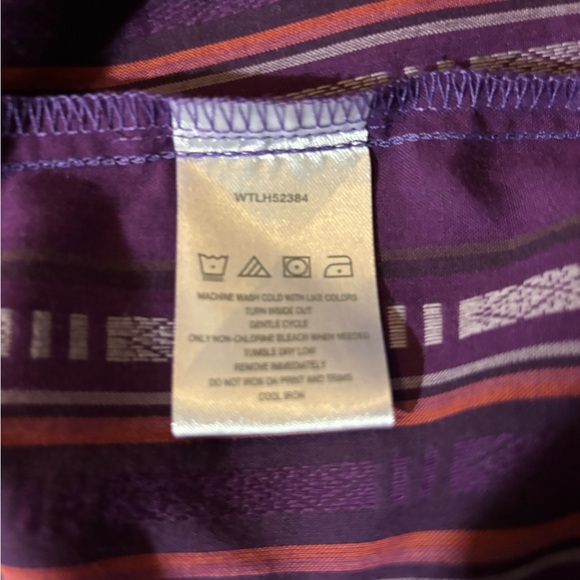 WTLH52384
MACHINE WASH COLD WITH LIKE COLORS
TURN INSIDE OUT
GENTLE CYCLE
ONLY NON-CHLORINE BLEACH WHEN NEEDED
TUMBLE DRY LOW
REMOVE IMMEDIATELY
DO NOT IRON ON PRINT AND TRIMS
COOL IRON